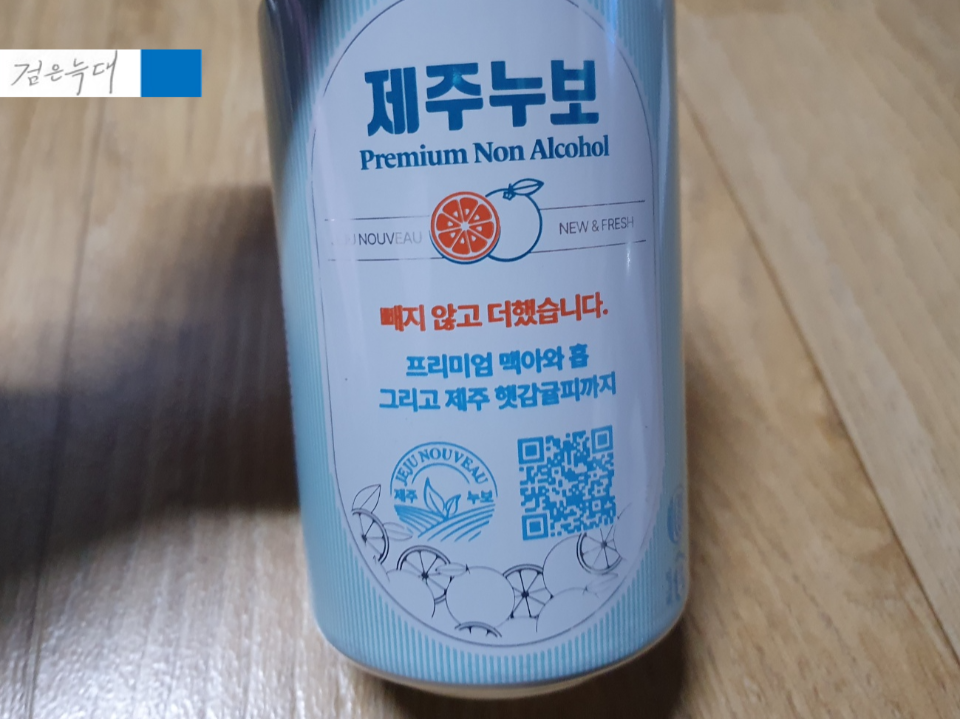 검은늑대
제주누보
Premium Non Alcohol
JEJU NOUVEAU
NEW & FRESH
빼지 않고 더했습니다.
프리미엄 맥아와 홉
그리고 제주 햇감귤피까지
JEJU NOUVEAU
제주 누보